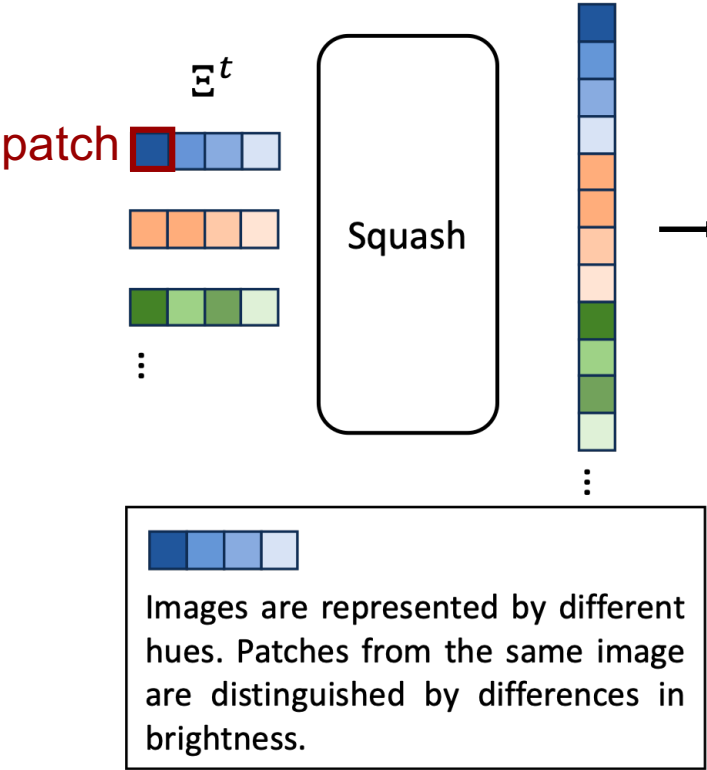 Ξᵗ
patch
Squash
Images are represented by different
hues. Patches from the same image
are distinguished by differences in
brightness.